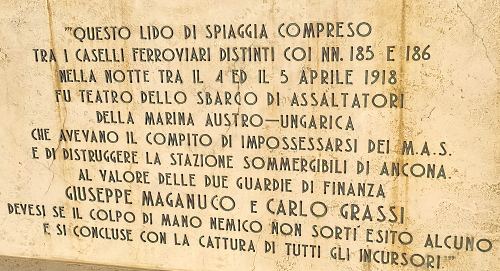 "QUESTO LIDO DI SPIAGGIA COMPRESO
TRA I CASELLI FERROVIARI DISTINTI COI NN. 185 E 186
NELLA NOTTE TRA IL 4 ED IL 5 APRILE 1918
FU TEATRO DELLO SBARCO DI ASSALTATORI
DELLA MARINA AUSTRO-UNGARICA
CHE AVEVANO IL COMPITO DI IMPOSSESSARSI DEI M.A.S.
E DI DISTRUGGERE LA STAZIONE SOMMERGIBILI DI ANCONA.
AL VALORE DELLE DUE GUARDIE DI FINANZA
GIUSEPPE MAGANUCO E CARLO GRASSI
DEVESI SE IL COLPO DI MANO NEMICO NON SORTÌ ESITO ALCUNO
E SI CONCLUSE CON LA CATTURA DI TUTTI GLI INCURSORI."